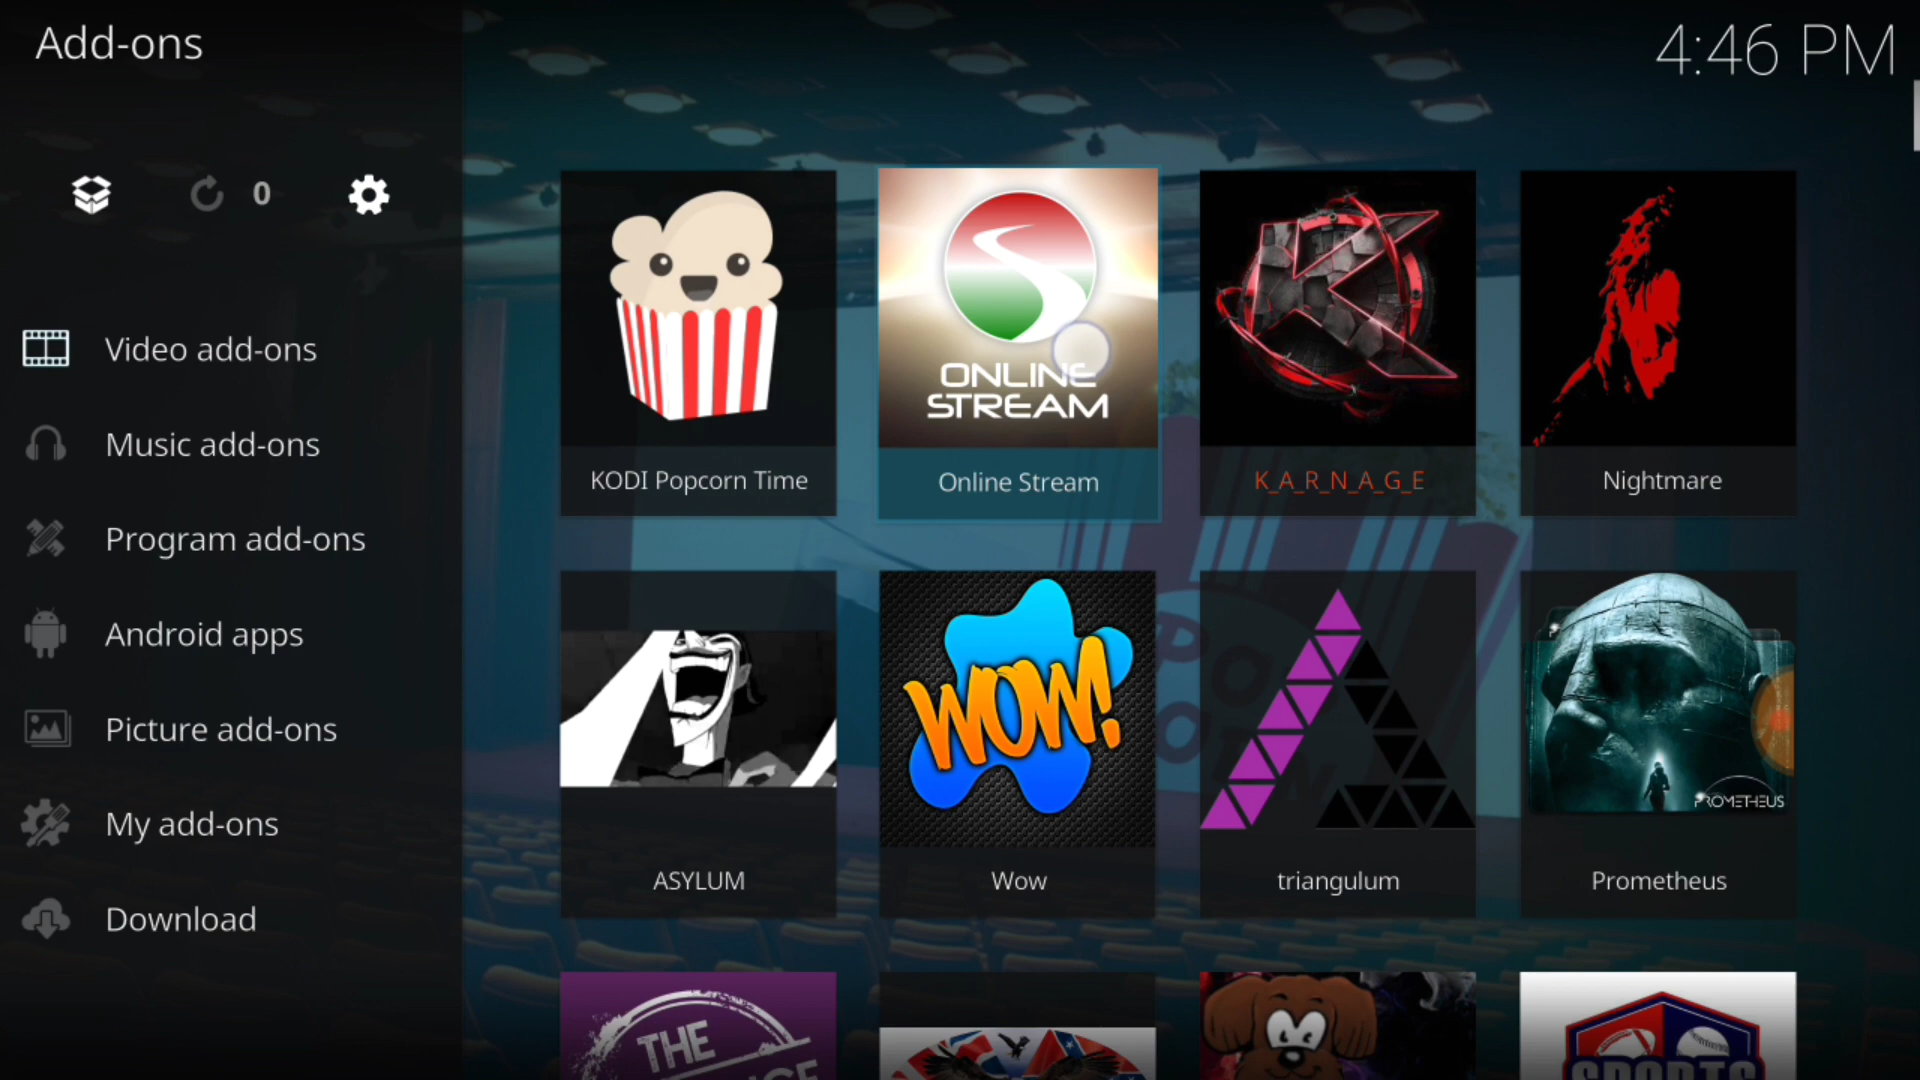 Add-ons
4:46 PM
0
Video add-ons
Music add-ons
Program add-ons
Android apps
Picture add-ons
My add-ons
Download
ONLINE
STREAM
KODI Popcorn Time
Online Stream
K_A_R_N_A_G_E
Nightmare
WOW!
PROMETHEUS
ASYLUM
Wow
triangulum
Prometheus
THE
SPORTS